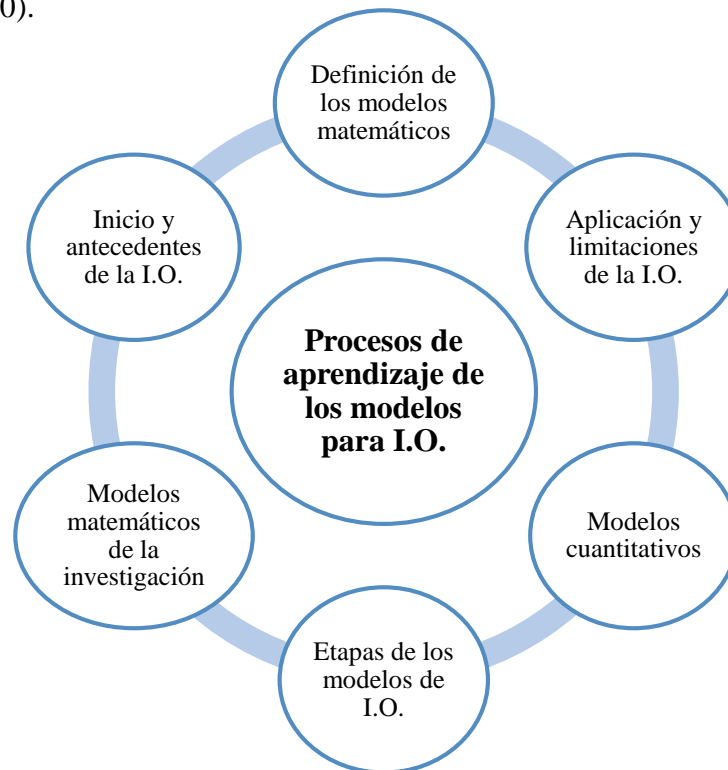 0).
Definición de
los modelos
matemáticos
Aplicación y
limitaciones
de la I.O.
Modelos
cuantitativos
Etapas de los
modelos de
I.O.
Modelos
matemáticos
de la
investigación
Inicio y
antecedentes
de la I.O.
Procesos de
aprendizaje de
los modelos
para I.O.